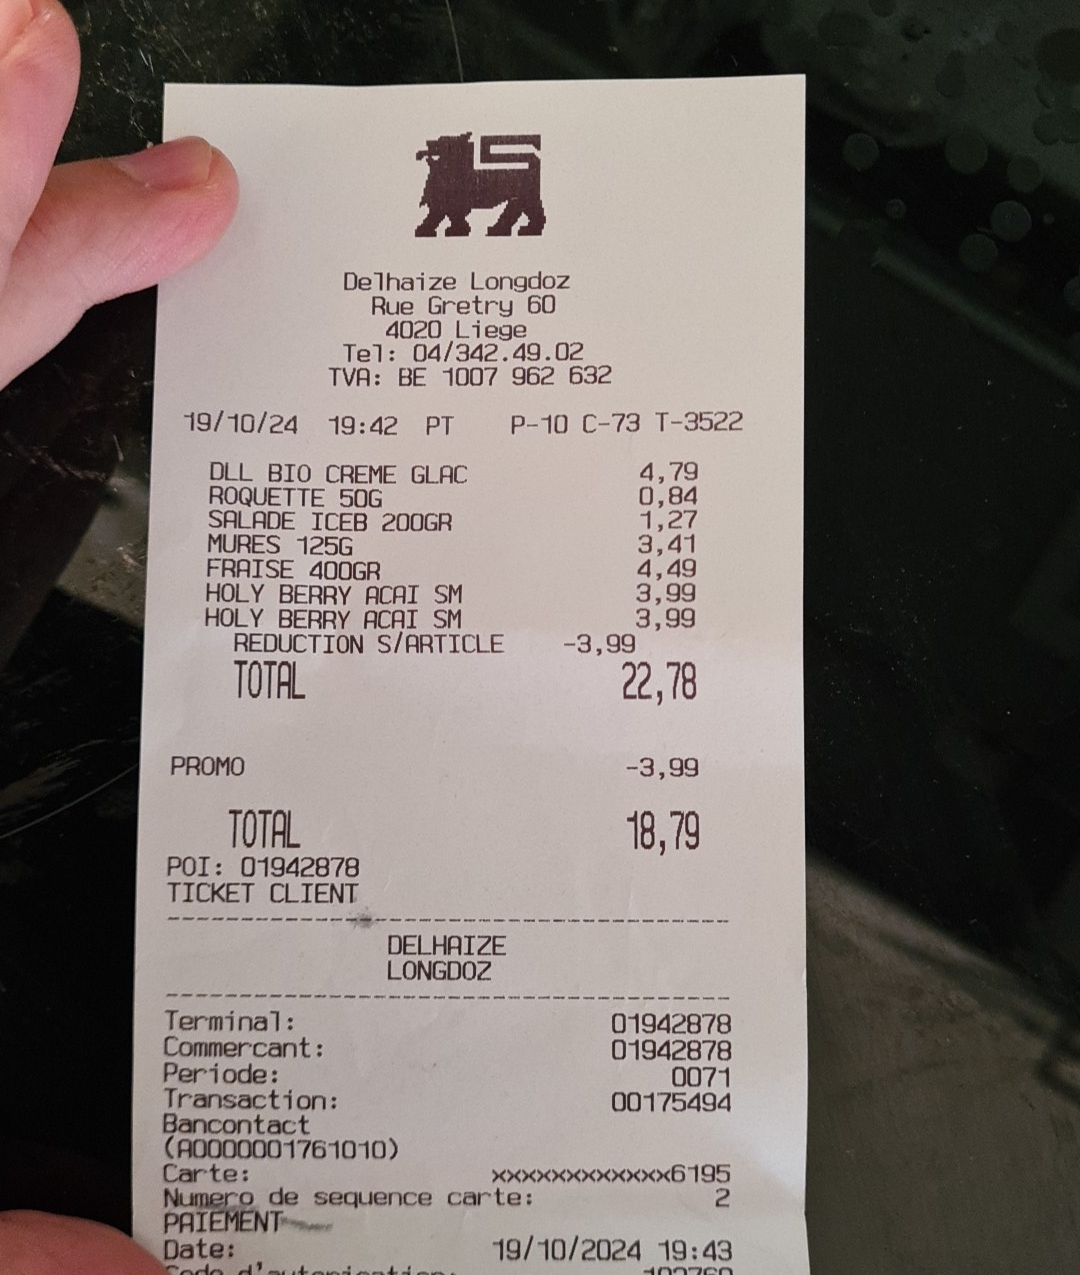 Delhaize Longdoz
Rue Gretry 60
4020 Liege
Tel: 04/342.49.02
TVA: BE 1007 962 632
19/10/24 19:42 PT P-10 C-73 T-3522
DLL BIO CREME GLAC 4,79
ROQUETTE 50G 0,84
SALADE ICEB 200GR 1,27
MURES 125G 3,41
FRAISE 400GR 4,49
HOLY BERRY ACAI SM 3,99
HOLY BERRY ACAI SM 3,99
REDUCTION S/ARTICLE -3,99
TOTAL 22,78
PROMO -3,99
TOTAL 18,79
POI: 01942878
TICKET CLIENT
DELHAIZE
LONGDOZ
Terminal: 01942878
Commercant: 01942878
Periode: 0071
Transaction: 00175494
Bancontact
(A0000001761010)
Carte: xxxxxxxxxxxxx6195
Numero de sequence carte: 2
PAIEMENT
Date: 19/10/2024 19:43
Code d'autorisation: